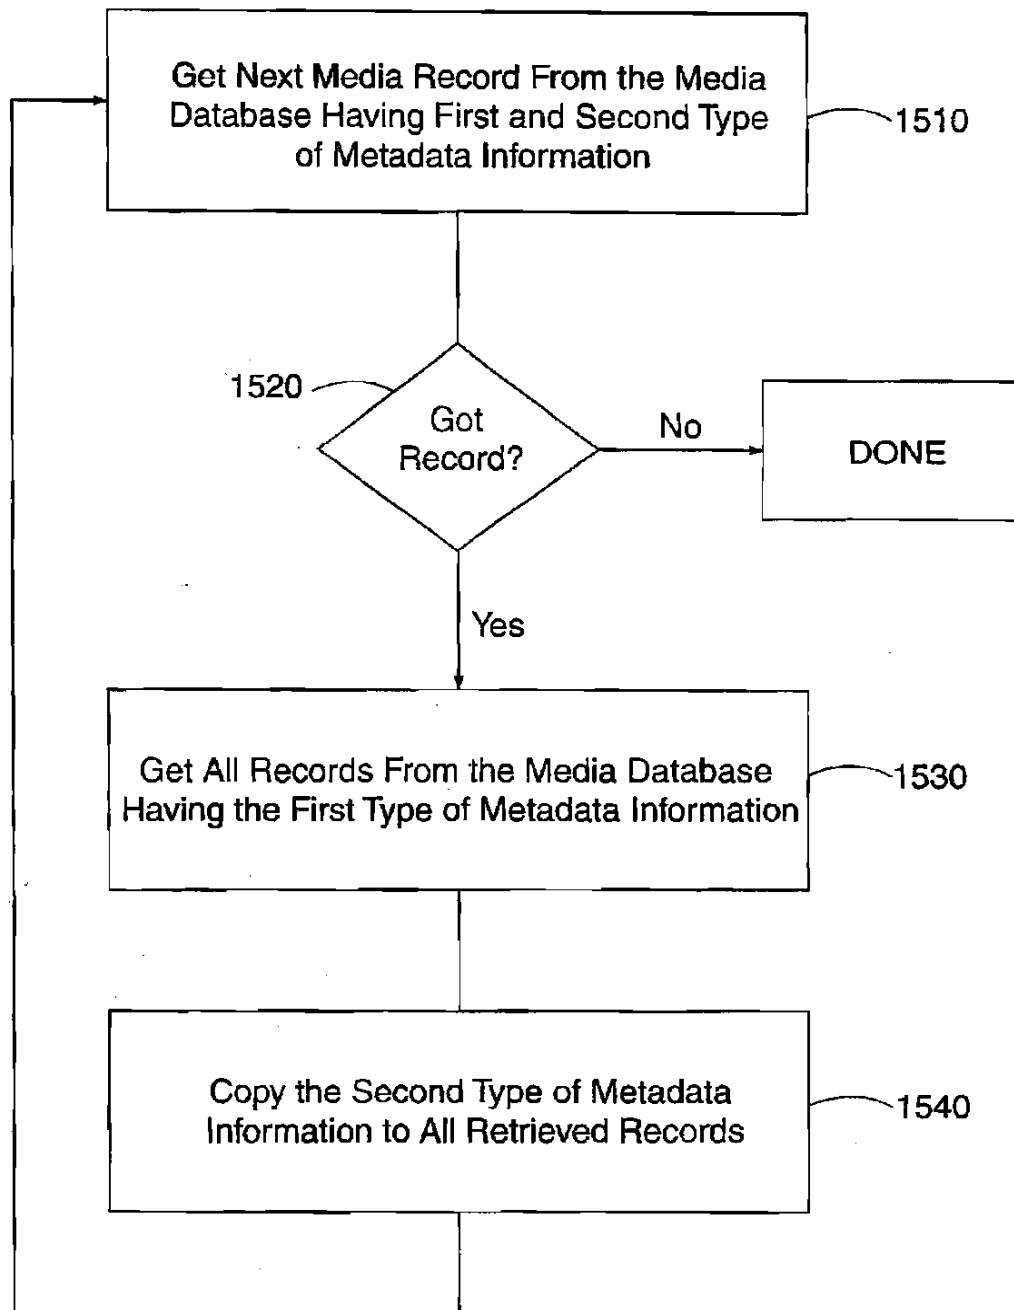 Get Next Media Record From the Media
Database Having First and Second Type
of Metadata Information
1510
1520
Got
Record?
No
DONE
Yes
Get All Records From the Media Database
Having the First Type of Metadata Information
1530
Copy the Second Type of Metadata
Information to All Retrieved Records
1540